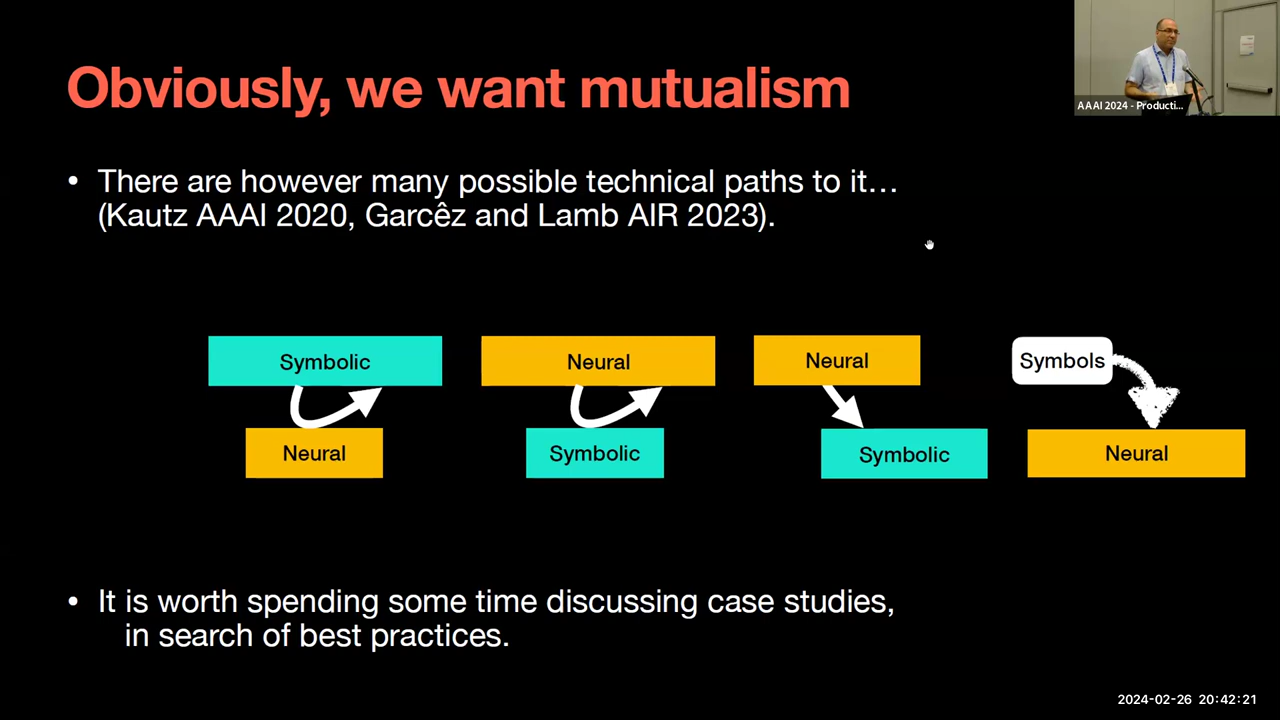 Obviously, we want mutualism
AAAI 2024 - Producti...
• There are however many possible technical paths to it…
(Kautz AAAI 2020, Garcêz and Lamb AIR 2023).
Symbolic
Neural
Neural
Symbols
Neural
Symbolic
Symbolic
Neural
• It is worth spending some time discussing case studies,
in search of best practices.
2024-02-26 20:42:21